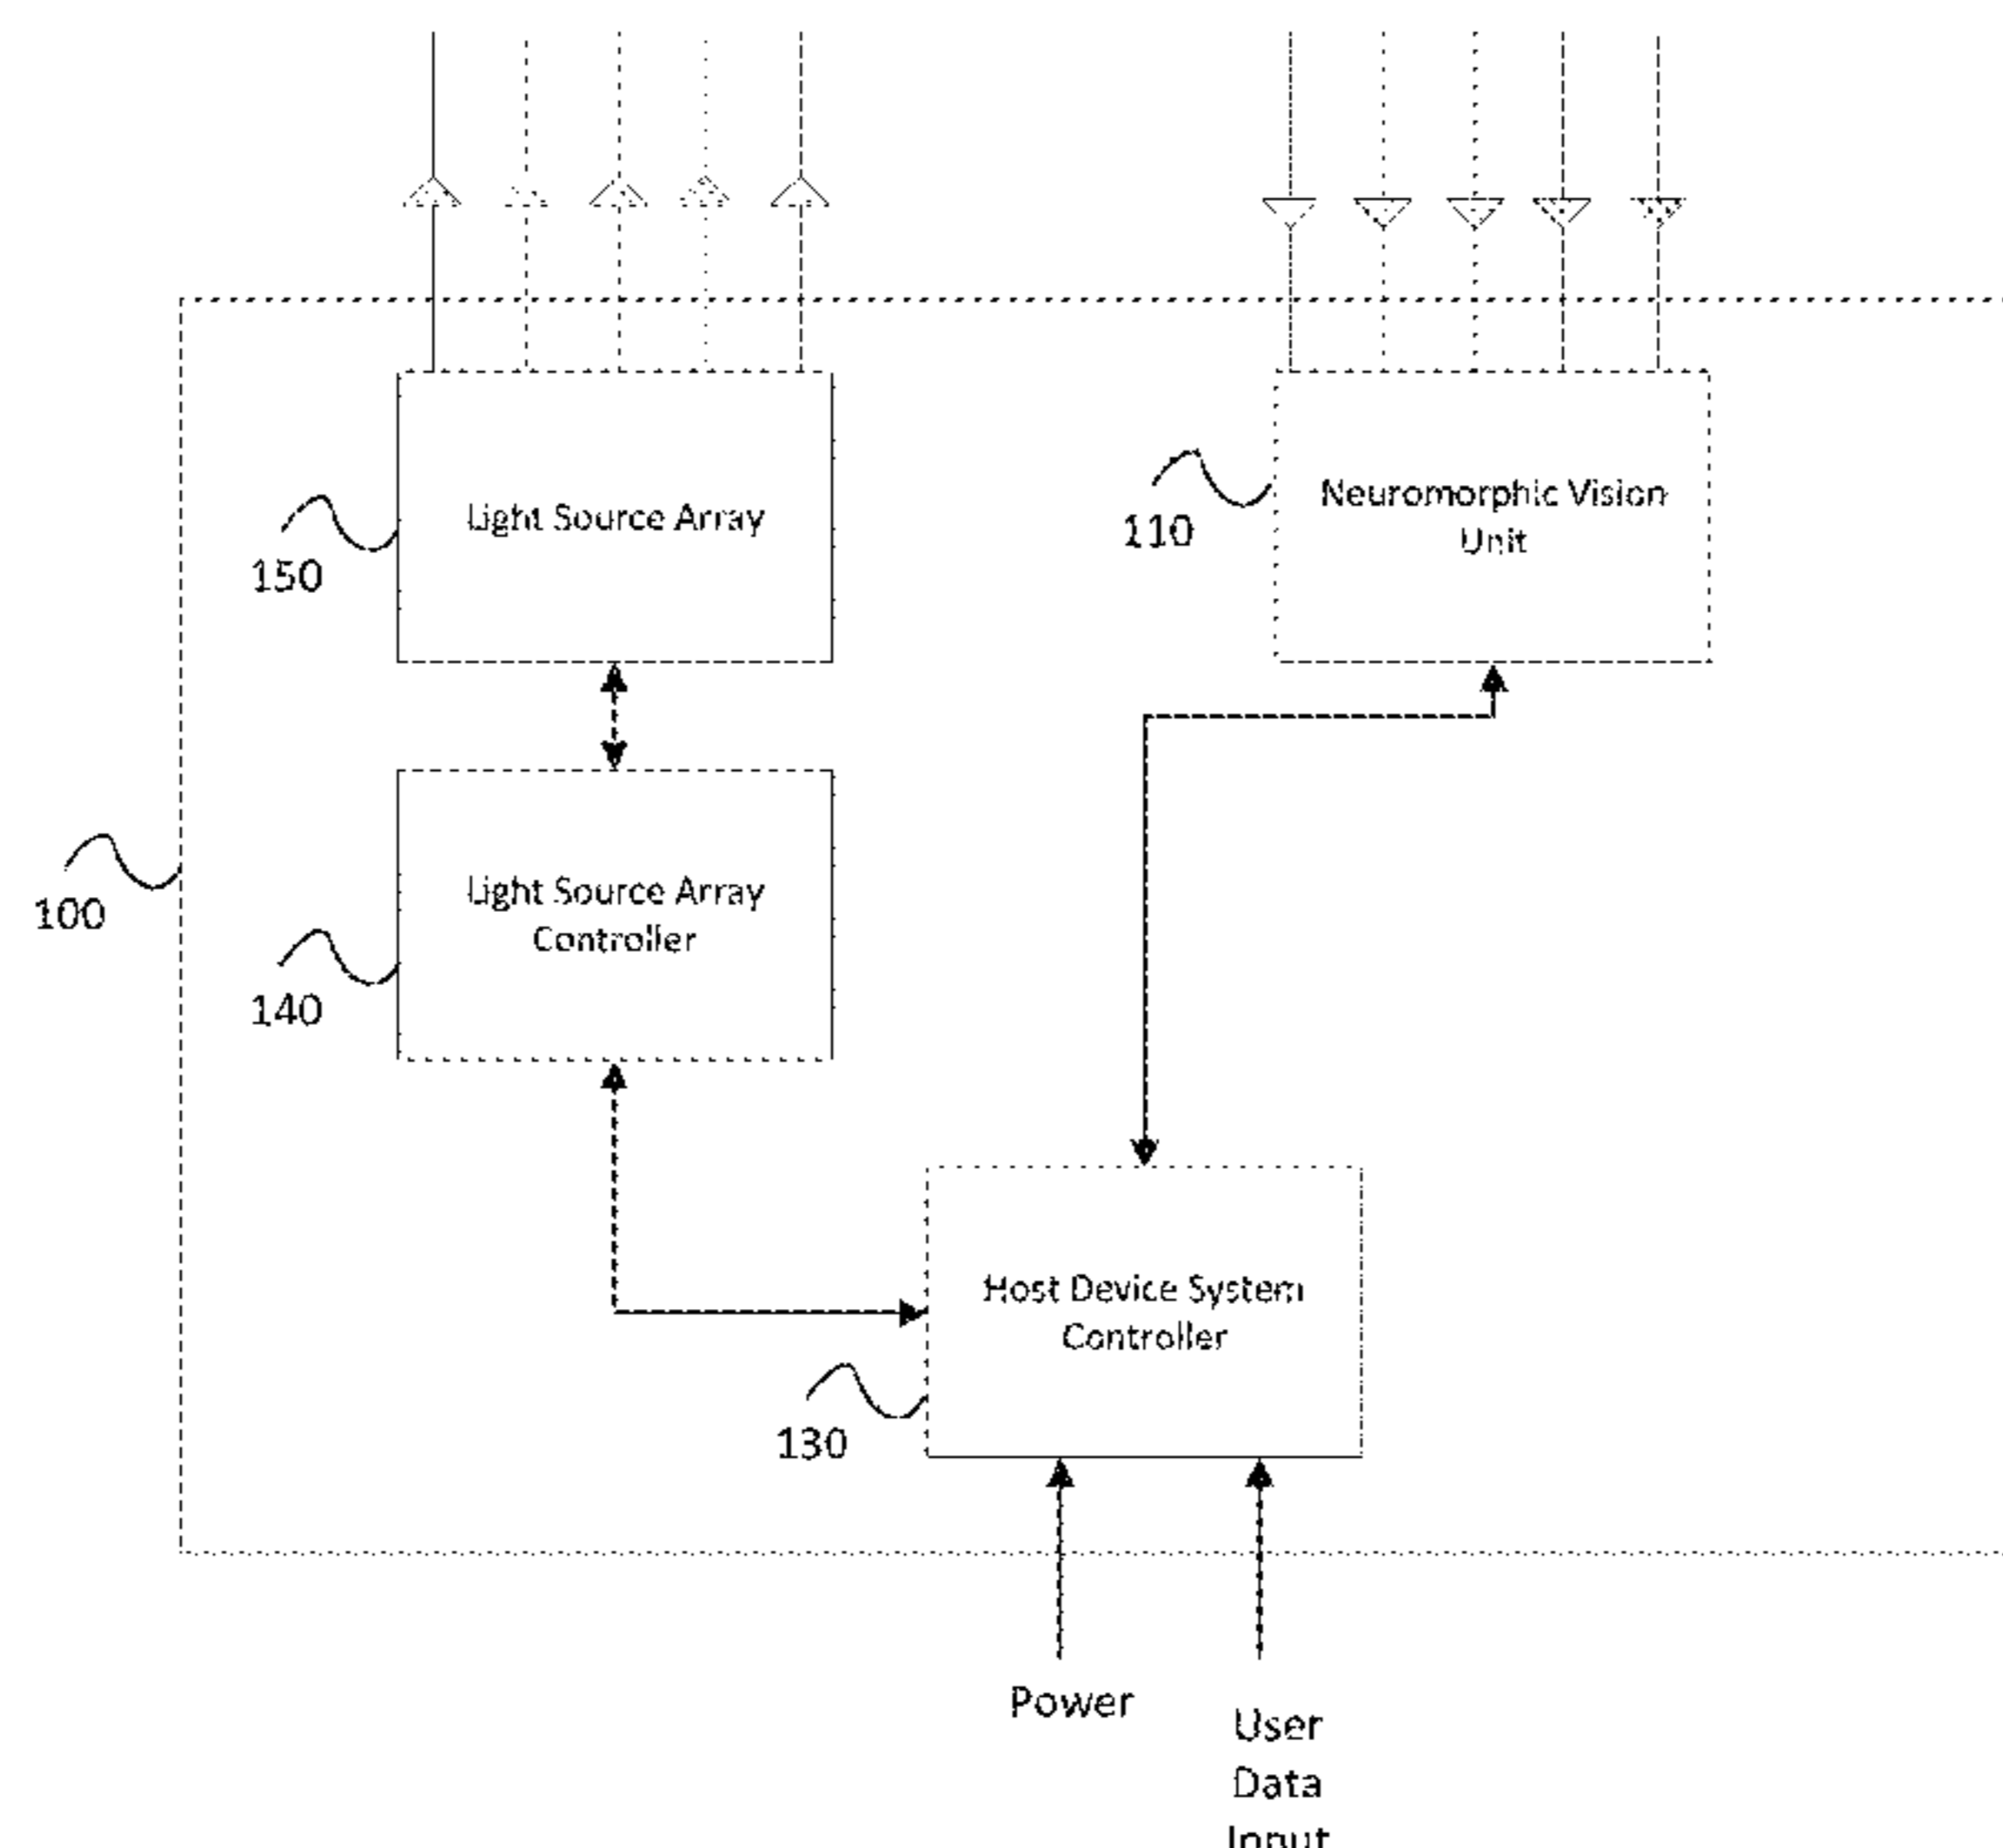 Light Source Array
Neuromorphic Vision
Unit
110
150
Light Source Array
Controller
100
140
Host Device System
Controller
130
Power
User
Data
Input